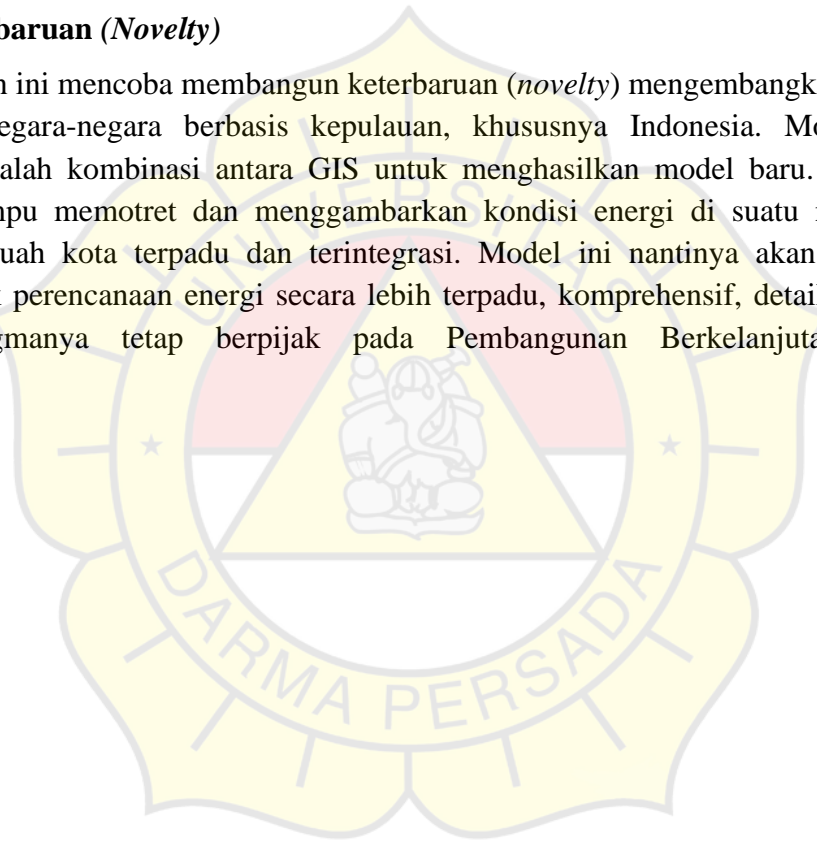 baruan (Novelty)
n ini mencoba membangun keterbaruan (novelty) mengembangk
egara-negara berbasis kepulauan, khususnya Indonesia. Mo
alah kombinasi antara GIS untuk menghasilkan model baru.
mpu memotret dan menggambarkan kondisi energi di suatu
uah kota terpadu dan terintegrasi. Model ini nantinya akan
perencanaan energi secara lebih terpadu, komprehensif, detail
gmanya tetap berpijak pada Pembangunan Berkelanjuta
UNIVERSITAS
DARMA PERSADA